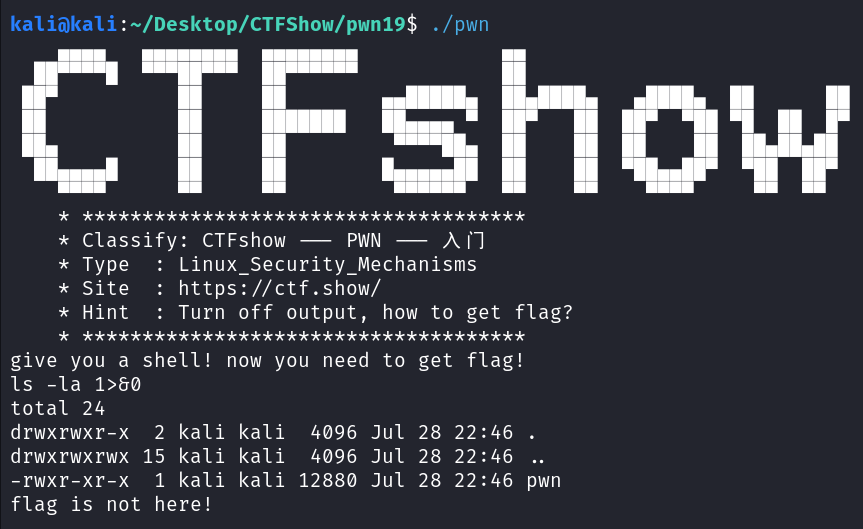 kali@kali:~/Desktop/CTFShow/pwn19$ ./pwn
CTFshow
* *************************************
* Classify: CTFshow --- PWN --- 入门
* Type  : Linux_Security_Mechanisms
* Site  : https://ctf.show/
* Hint  : Turn off output, how to get flag?
* *************************************
give you a shell! now you need to get flag!
ls -la 1>&0
total 24
drwxrwxr-x  2 kali kali  4096 Jul 28 22:46 .
drwxrwxrwx 15 kali kali  4096 Jul 28 22:46 ..
-rwxr-xr-x  1 kali kali 12880 Jul 28 22:46 pwn
flag is not here!